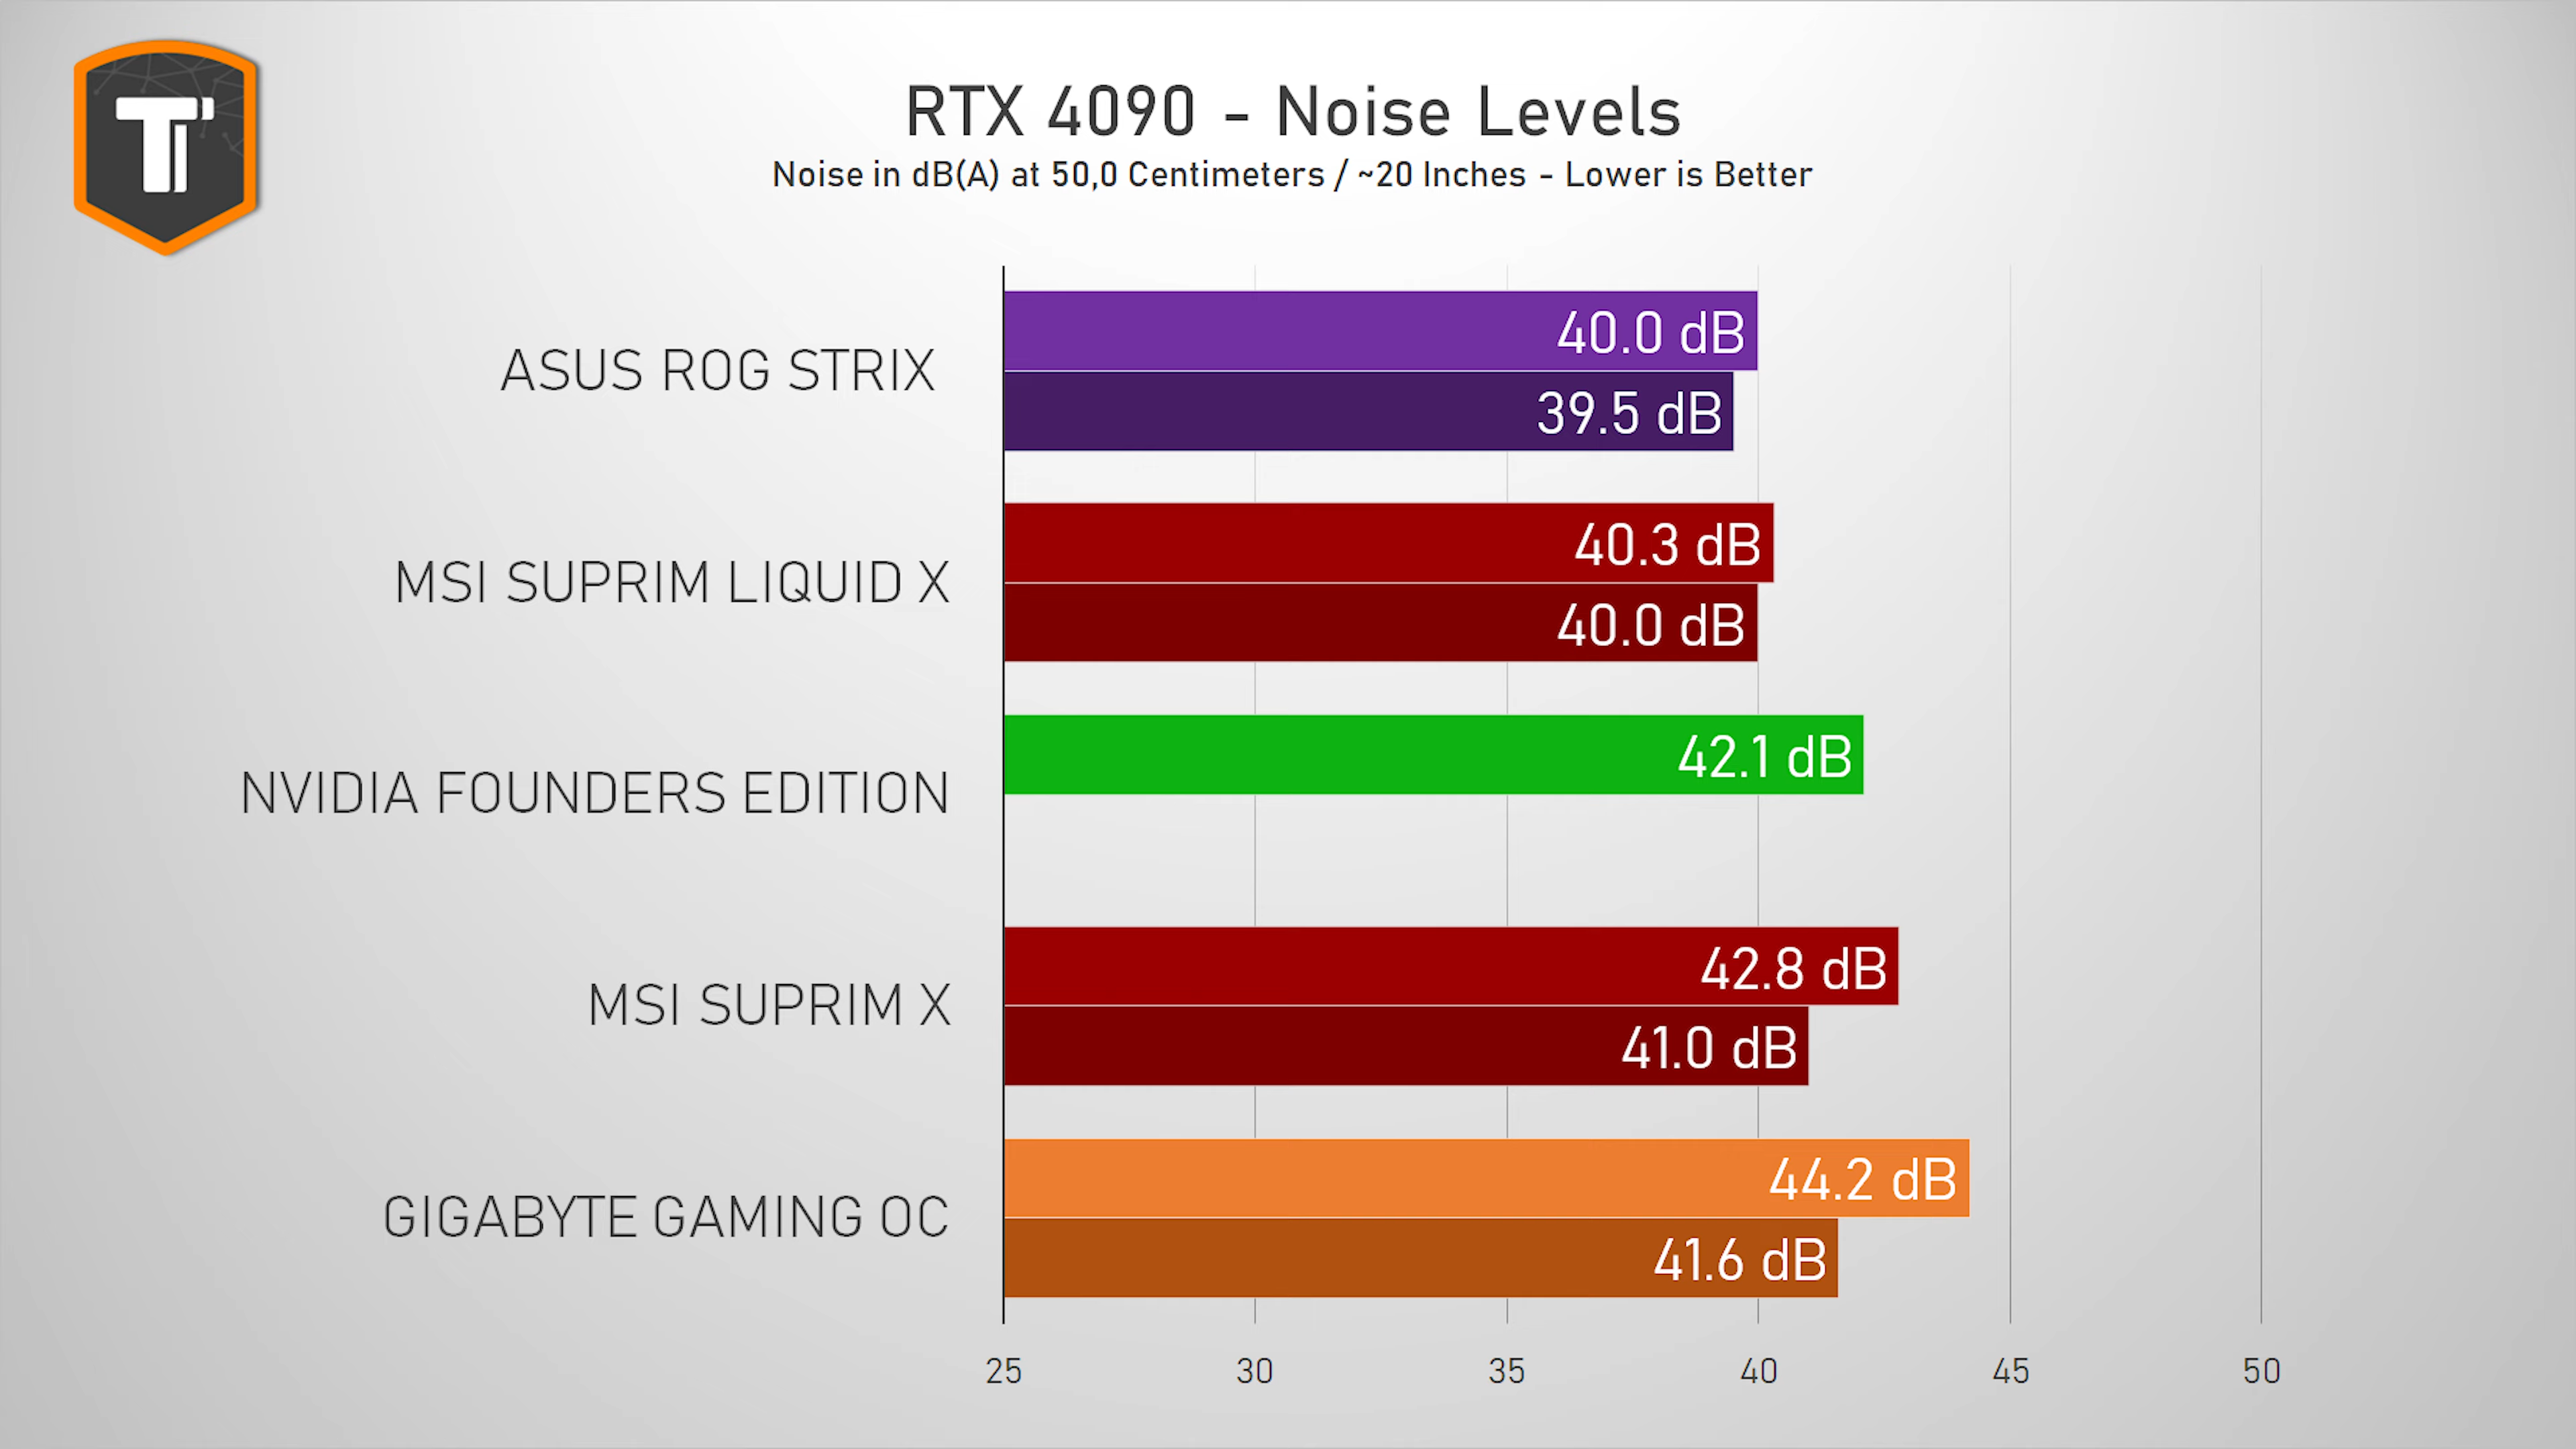 RTX 4090 - Noise Levels
Noise in dB(A) at 50,0 Centimeters / ~20 Inches - Lower is Better
ASUS ROG STRIX
40.0 dB
39.5 dB
MSI SUPRIM LIQUID X
40.3 dB
40.0 dB
NVIDIA FOUNDERS EDITION
42.1 dB
MSI SUPRIM X
42.8 dB
41.0 dB
GIGABYTE GAMING OC
44.2 dB
41.6 dB
25 30 35 40 45 50